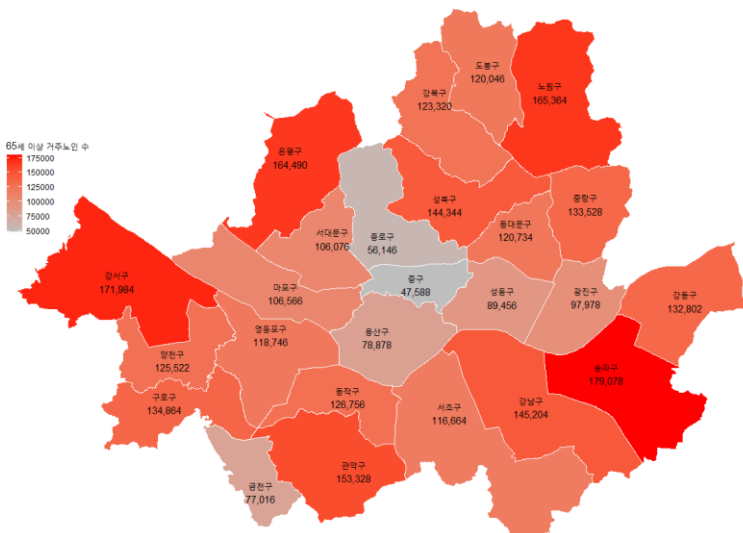 도봉구
120,046
노원구
165,364
강북구
123,320
65세 이상 거주노인 수
175000
150000
125000
100000
75000
50000
은평구
164,490
성북구
144,344
중랑구
133,528
동대문구
120,734
서대문구
106,076
종로구
56,146
강서구
171,984
마포구
106,566
중구
47,588
성동구
89,456
광진구
97,978
강동구
132,802
양천구
125,522
영등포구
118,746
용산구
78,878
송파구
179,078
구로구
134,864
동작구
126,756
서초구
116,664
강남구
145,204
관악구
153,328
금천구
77,016